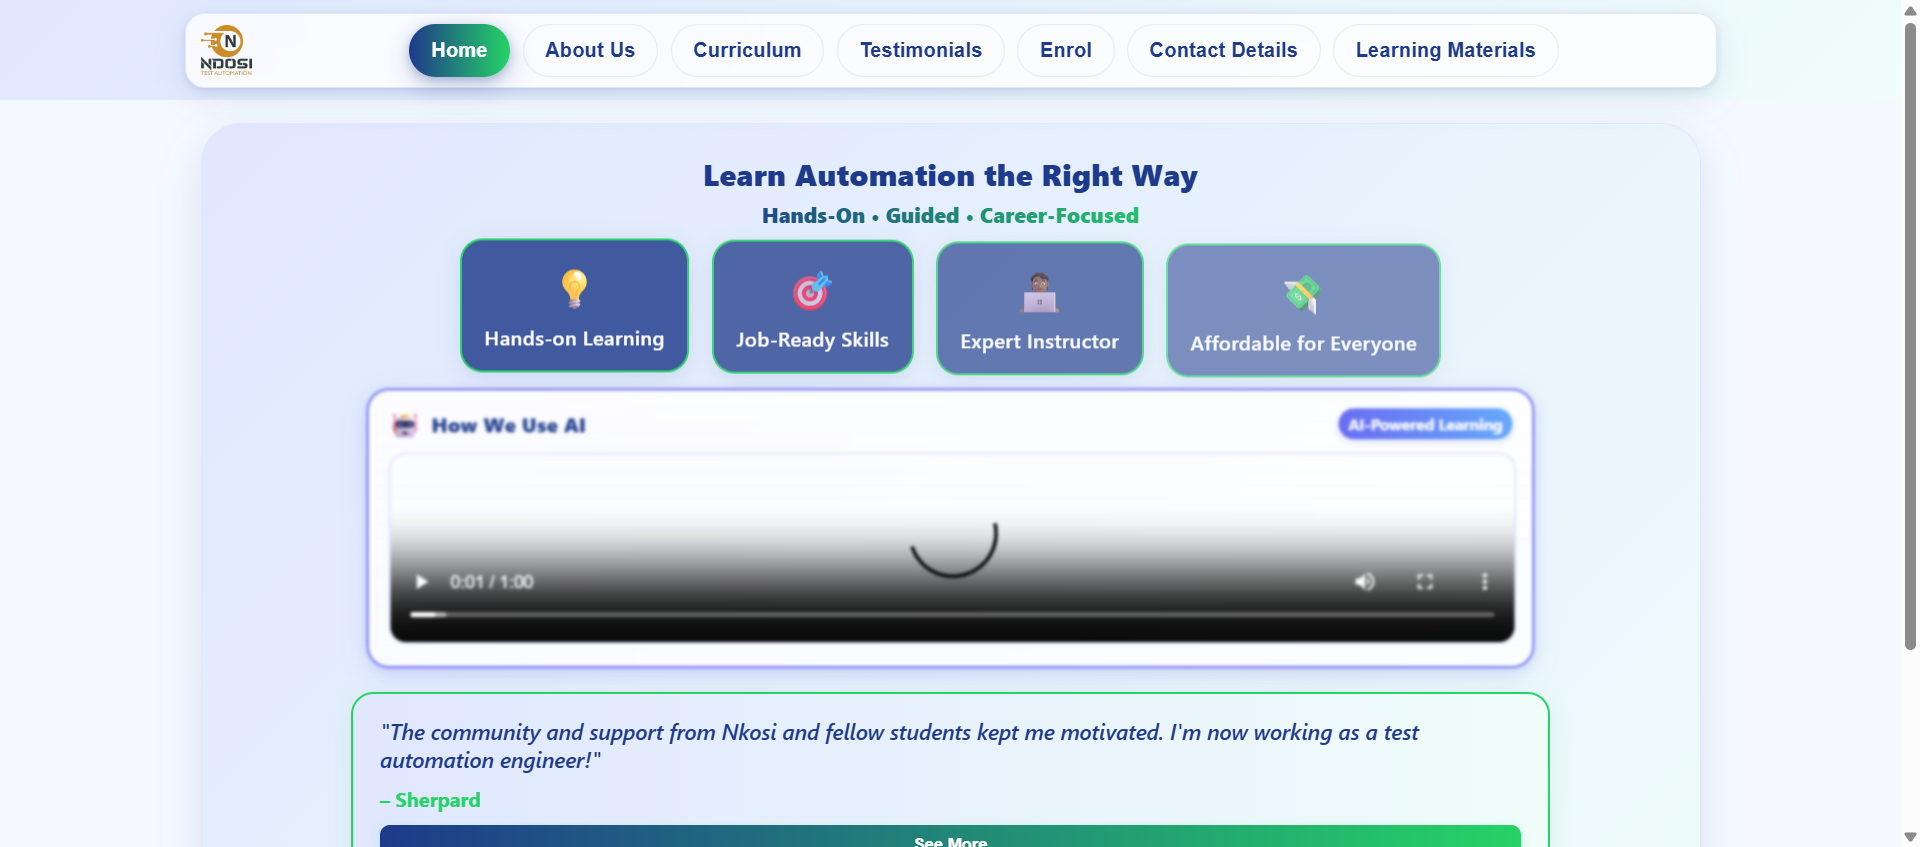 N
NDOSI
TEST AUTOMATION
Home
About Us
Curriculum
Testimonials
Enrol
Contact Details
Learning Materials
Learn Automation the Right Way
Hands-On • Guided • Career-Focused
Hands-on Learning
Job-Ready Skills
Expert Instructor
Affordable for Everyone
How We Use AI
AI-Powered Learning
0:01 / 1:00
"The community and support from Nkosi and fellow students kept me motivated. I'm now working as a test
automation engineer!"
– Sherpard
See More